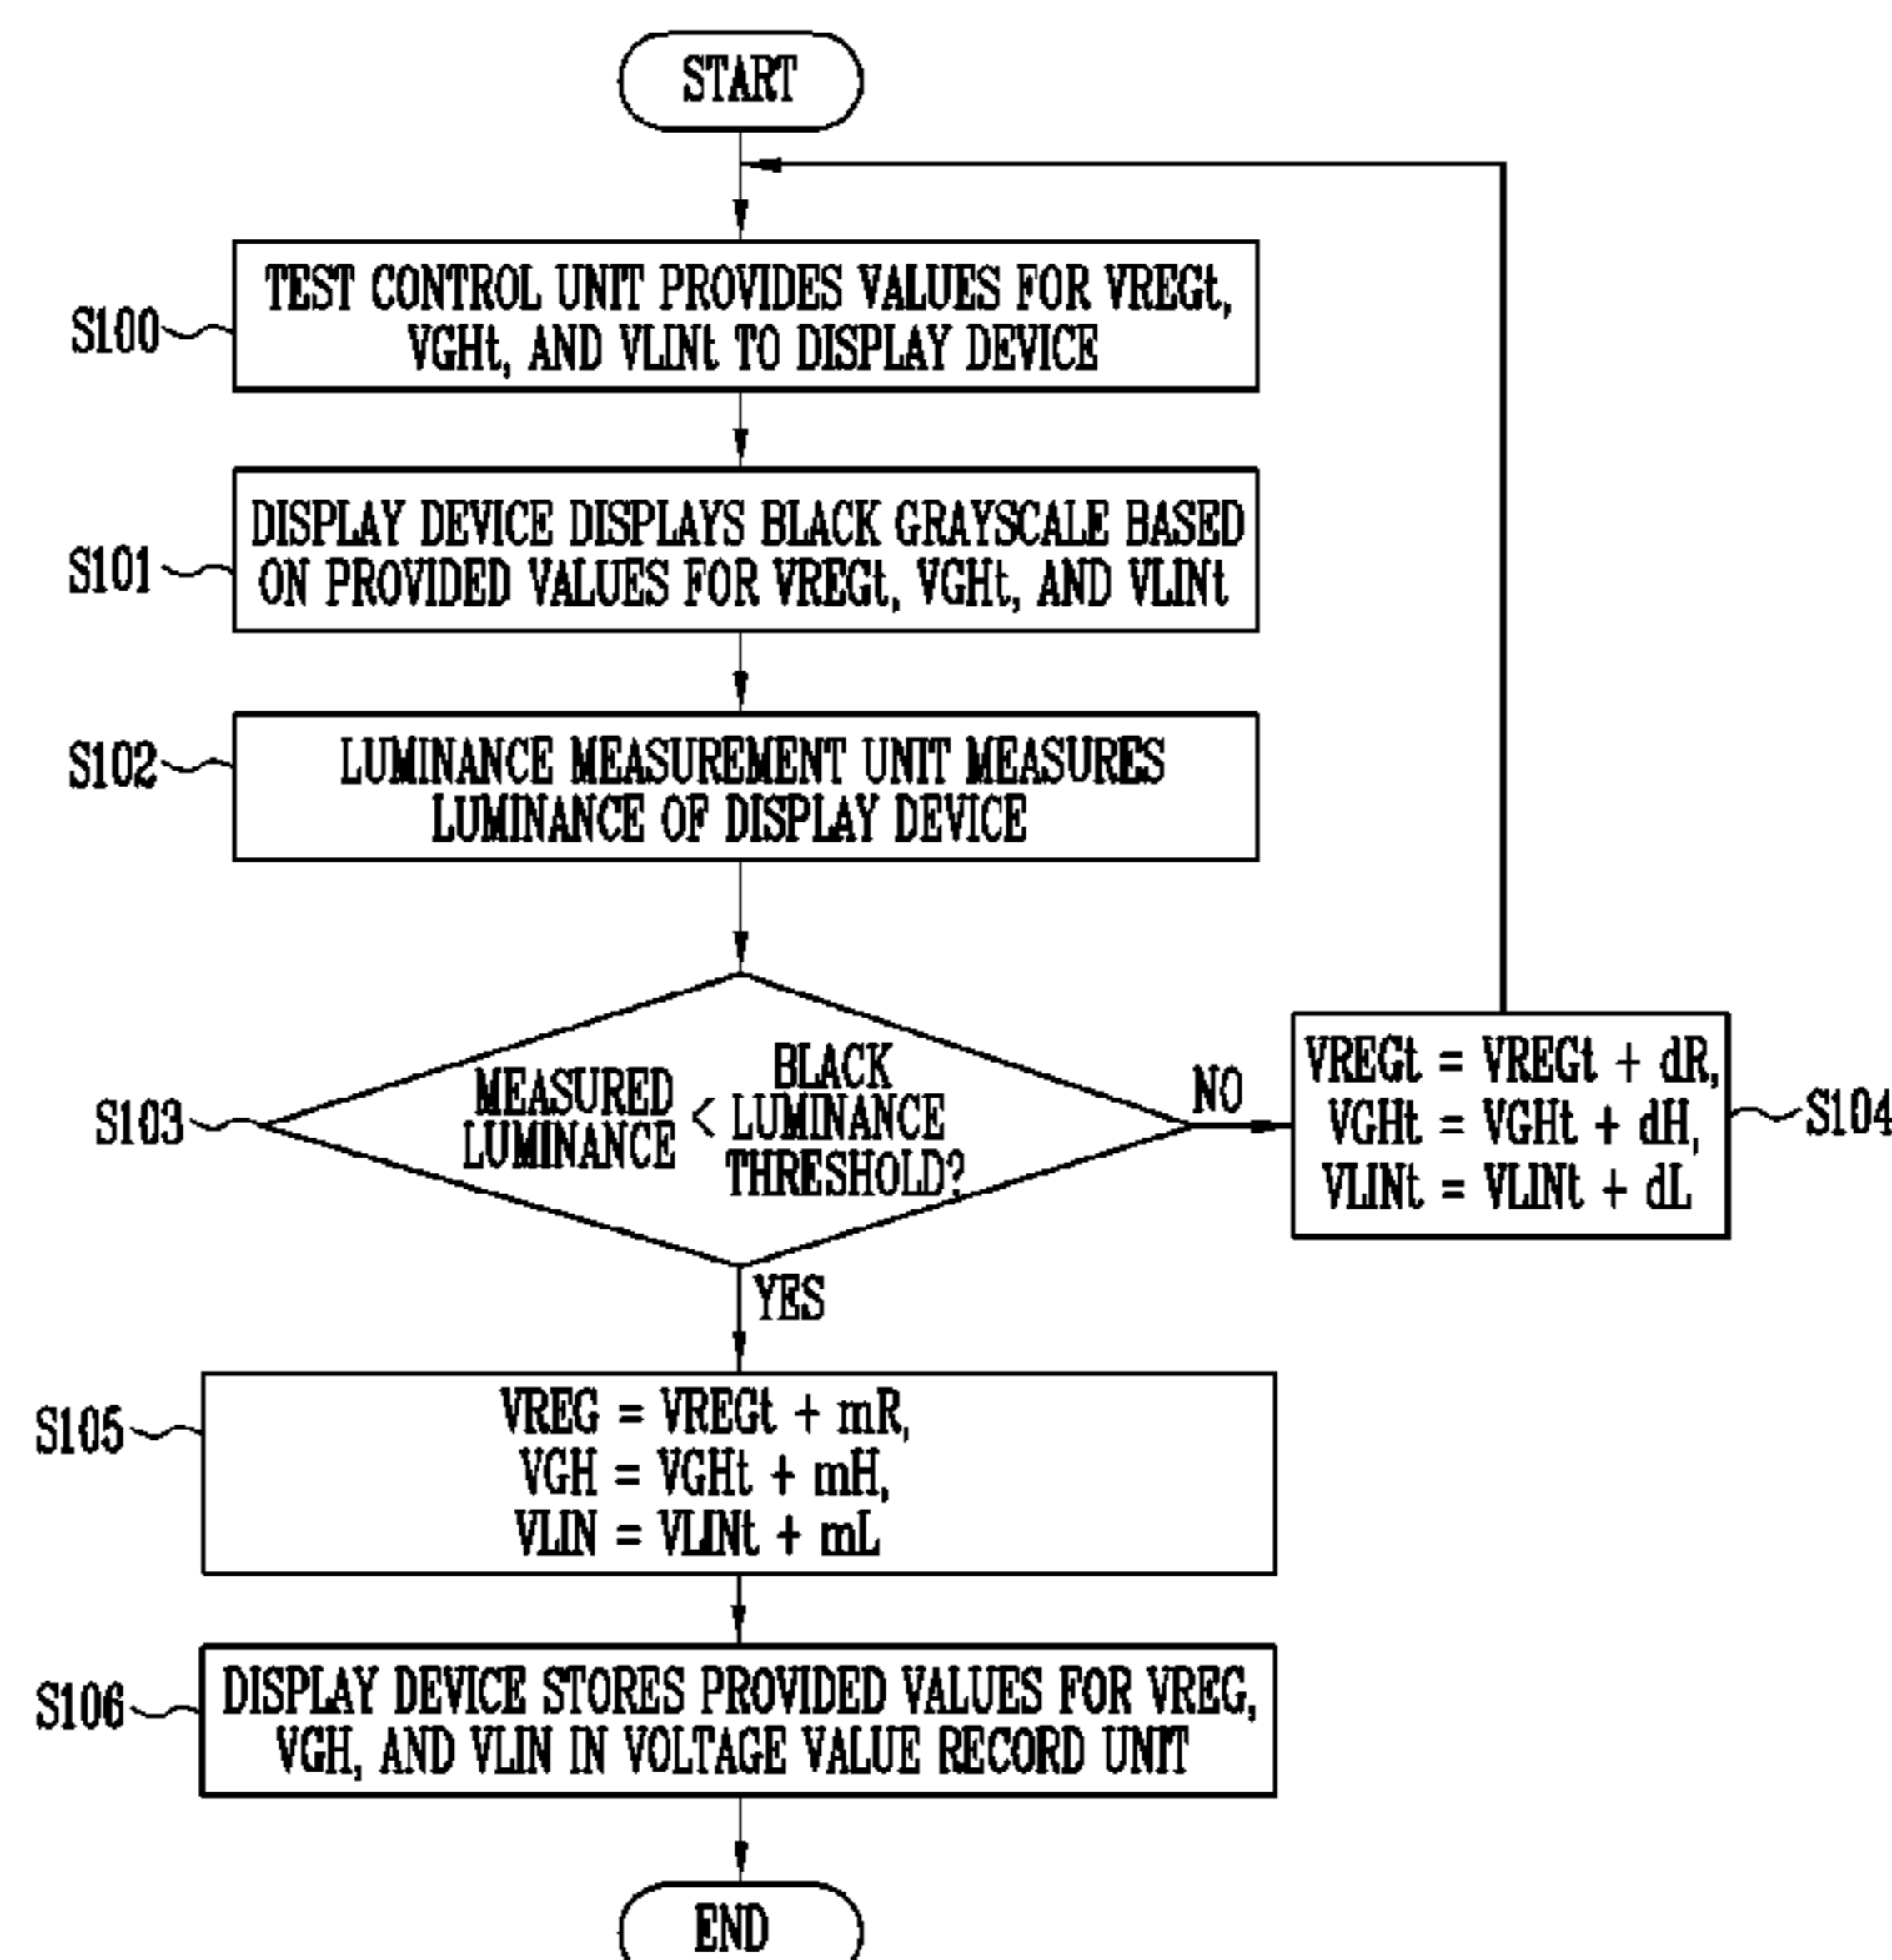 START
S100
TEST CONTROL UNIT PROVIDES VALUES FOR VREGt,
VGHt, AND VLINt TO DISPLAY DEVICE
S101
DISPLAY DEVICE DISPLAYS BLACK GRAYSCALE BASED
ON PROVIDED VALUES FOR VREGt, VGHt, AND VLINt
S102
LUMINANCE MEASUREMENT UNIT MEASURES
LUMINANCE OF DISPLAY DEVICE
S103
MEASURED
LUMINANCE
<
BLACK
LUMINANCE
THRESHOLD?
NO
VREGt = VREGt + dR,
VGHt = VGHt + dH,
VLINt = VLINt + dL
S104
YES
S105
VREG = VREGt + mR,
VGH = VGHt + mH,
VLIN = VLINt + mL
S106
DISPLAY DEVICE STORES PROVIDED VALUES FOR VREG,
VGH, AND VLIN IN VOLTAGE VALUE RECORD UNIT
END